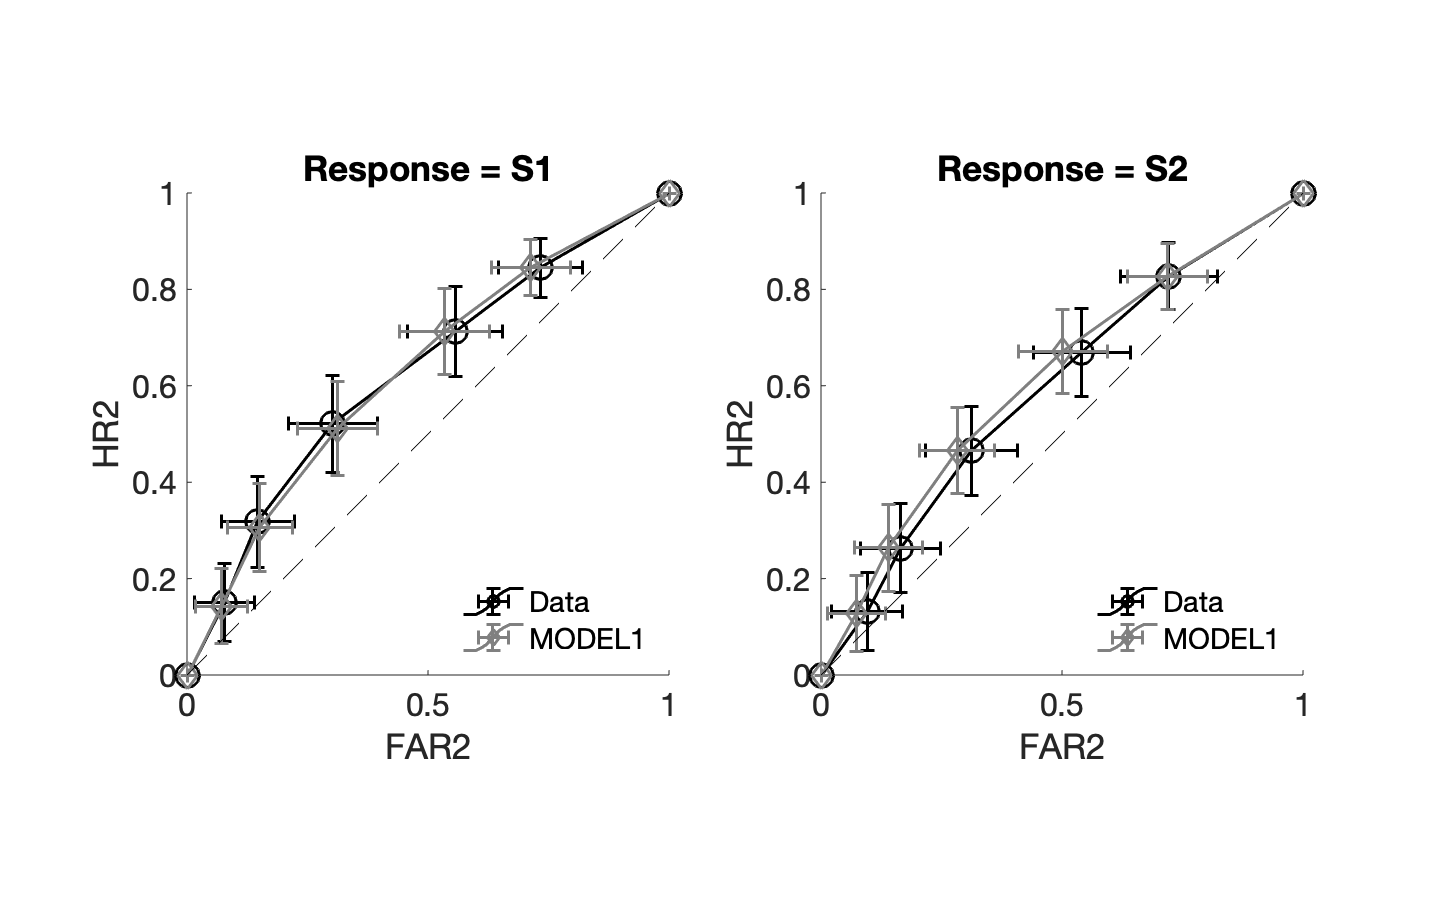 Response = S1
1
0.8
0.6
0.4
0.2
0
HR2
0
0.5
1
FAR2
Data
MODEL1
Response = S2
1
0.8
0.6
0.4
0.2
0
HR2
0
0.5
1
FAR2
Data
MODEL1